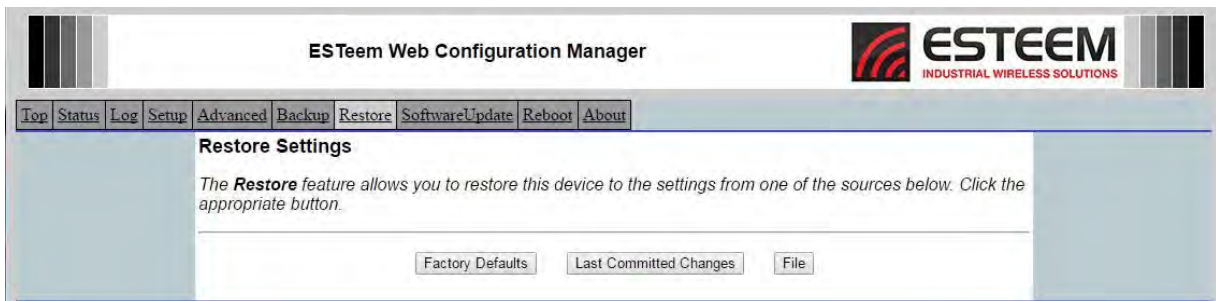 ESTeem Web Configuration Manager
ESTEEM
INDUSTRIAL WIRELESS SOLUTIONS
Top Status Log Setup Advanced Backup Restore SoftwareUpdate Reboot About
Restore Settings
The Restore feature allows you to restore this device to the settings from one of the sources below. Click the
appropriate button.
Factory Defaults Last Committed Changes File